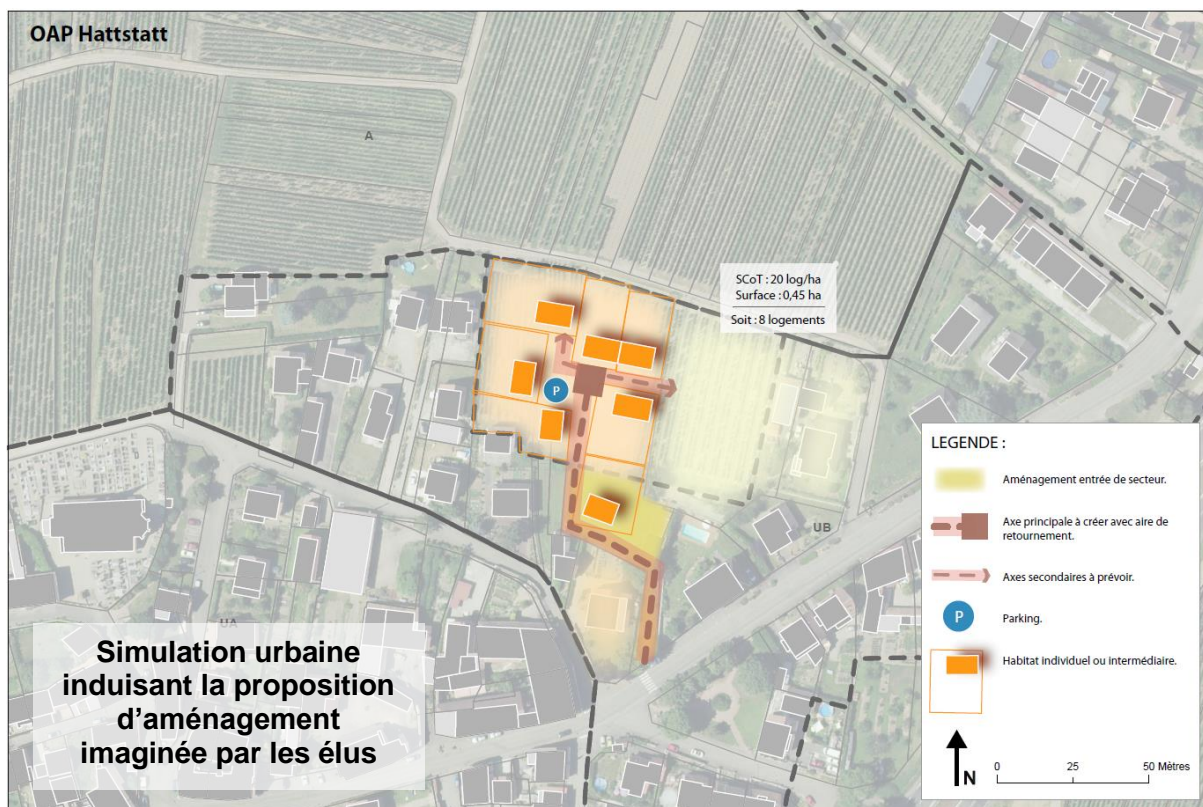 OAP Hattstatt
A
SCoT : 20 log/ha
Surface : 0,45 ha
Soit : 8 logements
P
UB
UA
Simulation urbaine
induisant la proposition
d'aménagement
imaginée par les élus
LEGENDE :
Aménagement entrée de secteur.
Axe principale à créer avec aire de
retournement.
Axes secondaires à prévoir.
P
Parking.
Habitat individuel ou intermédiaire.
N
0 25 50 Mètres